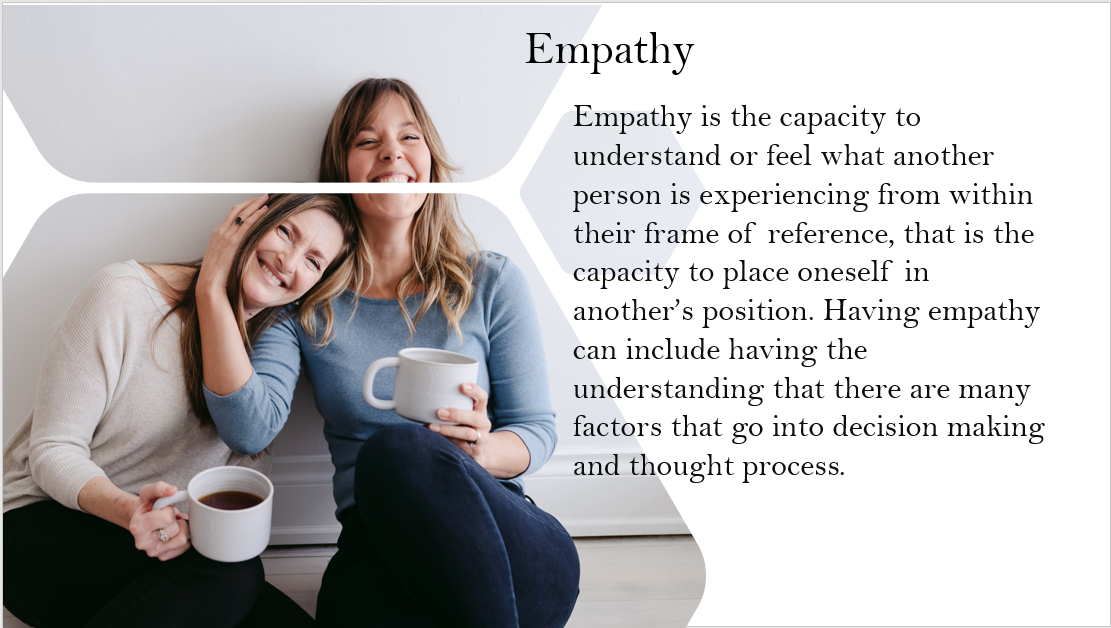 Empathy
Empathy is the capacity to
understand or feel what another
person is experiencing from within
their frame of  reference, that is the
capacity to place oneself  in
another’s position. Having empathy
can include having the
understanding that there are many
factors that go into decision making
and thought process.